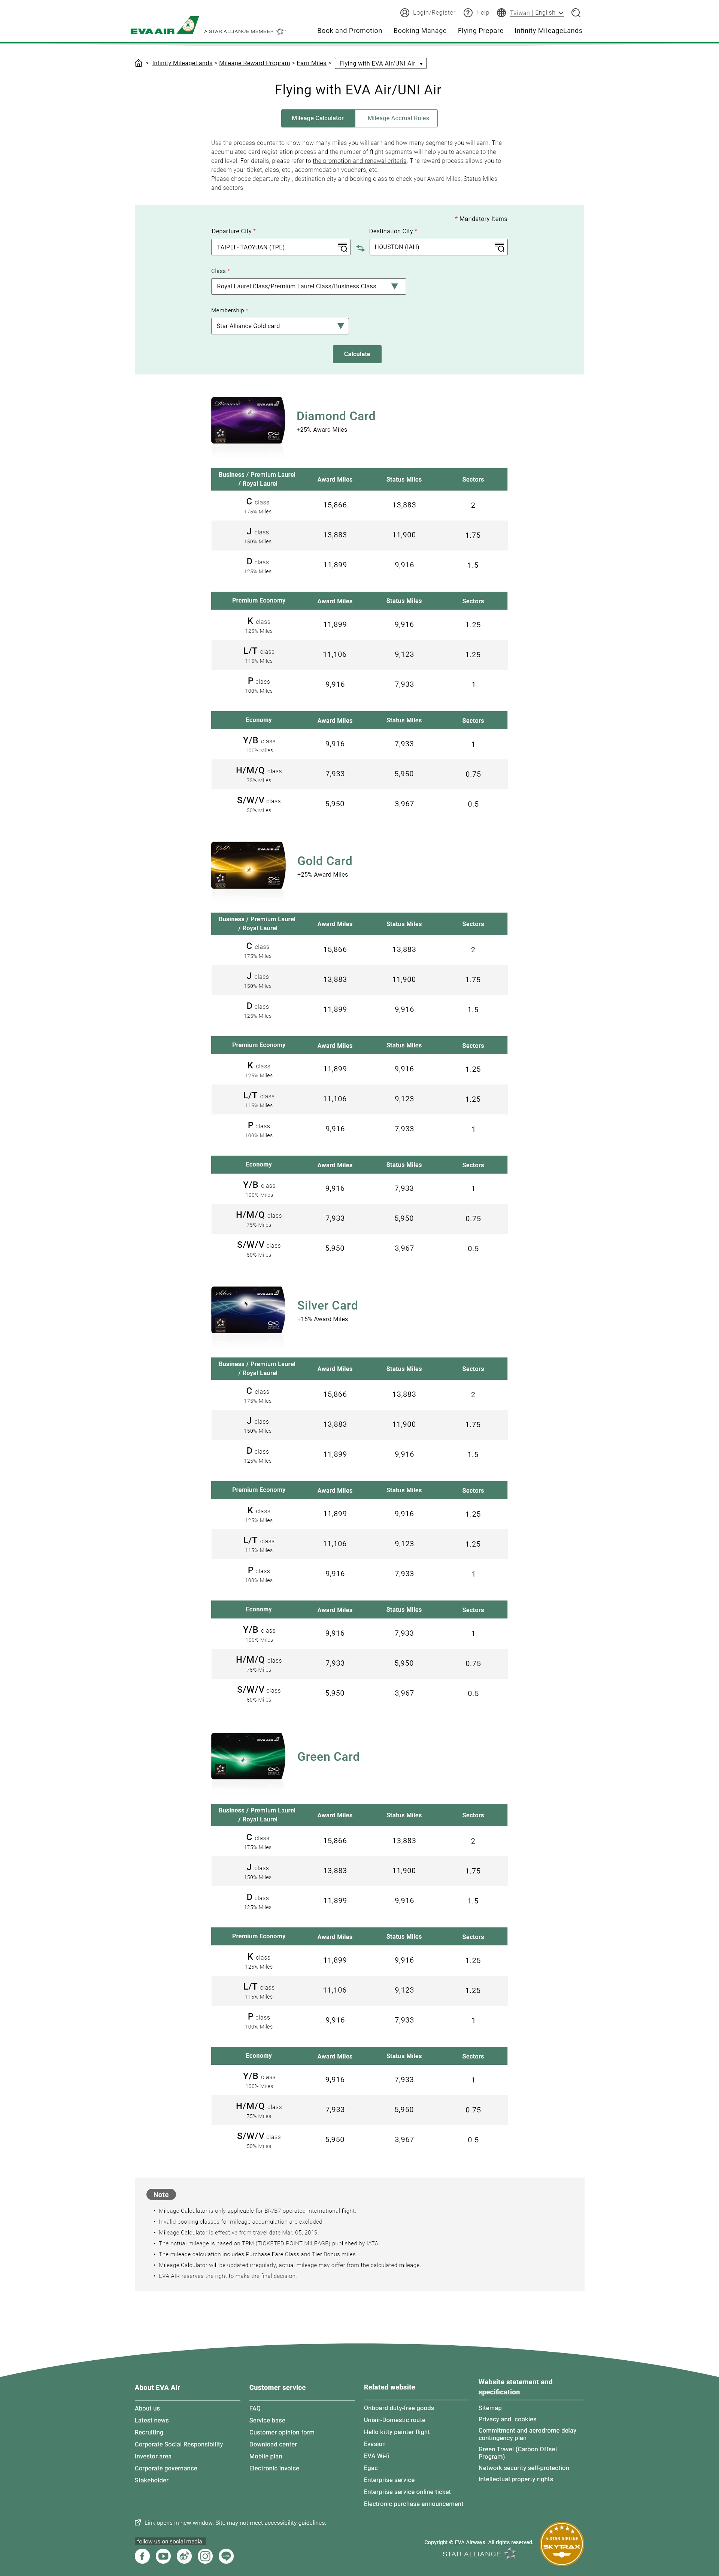 Login/Register
Help
Taiwan | English
EVA AIR
A STAR ALLIANCE MEMBER
Book and Promotion
Booking Manage
Flying Prepare
Infinity MileageLands
> Infinity MileageLands > Mileage Reward Program > Earn Miles > Flying with EVA Air/UNI Air
Flying with EVA Air/UNI Air
Mileage Calculator
Mileage Accrual Rules
Use the process counter to know how many miles you will earn and how many segments you will earn. The
accumulated card registration process and the number of flight segments will help you to advance to the
card level. For details, please refer to the promotion and renewal criteria. The reward process allows you to
redeem your ticket, class, etc., accommodation vouchers, etc.
Please choose departure city , destination city and booking class to check your Award Miles, Status Miles
and sectors.
* Mandatory Items
Departure City *
Destination City *
TAIPEI - TAOYUAN (TPE)
HOUSTON (IAH)
Class *
Royal Laurel Class/Premium Laurel Class/Business Class
Membership *
Star Alliance Gold card
Calculate
Diamond
EVA AIR
Diamond Card
+25% Award Miles
Business / Premium Laurel
/ Royal Laurel
Award Miles
Status Miles
Sectors
C class
175% Miles
15,866
13,883
2
J class
150% Miles
13,883
11,900
1.75
D class
125% Miles
11,899
9,916
1.5
Premium Economy
Award Miles
Status Miles
Sectors
K class
125% Miles
11,899
9,916
1.25
L/T class
115% Miles
11,106
9,123
1.25
P class
100% Miles
9,916
7,933
1
Economy
Award Miles
Status Miles
Sectors
Y/B class
100% Miles
9,916
7,933
1
H/M/Q class
75% Miles
7,933
5,950
0.75
S/W/V class
50% Miles
5,950
3,967
0.5
Gold
EVA AIR
Gold Card
+25% Award Miles
Business / Premium Laurel
/ Royal Laurel
Award Miles
Status Miles
Sectors
C class
175% Miles
15,866
13,883
2
J class
150% Miles
13,883
11,900
1.75
D class
125% Miles
11,899
9,916
1.5
Premium Economy
Award Miles
Status Miles
Sectors
K class
125% Miles
11,899
9,916
1.25
L/T class
115% Miles
11,106
9,123
1.25
P class
100% Miles
9,916
7,933
1
Economy
Award Miles
Status Miles
Sectors
Y/B class
100% Miles
9,916
7,933
1
H/M/Q class
75% Miles
7,933
5,950
0.75
S/W/V class
50% Miles
5,950
3,967
0.5
Silver
EVA AIR
Silver Card
+15% Award Miles
Business / Premium Laurel
/ Royal Laurel
Award Miles
Status Miles
Sectors
C class
175% Miles
15,866
13,883
2
J class
150% Miles
13,883
11,900
1.75
D class
125% Miles
11,899
9,916
1.5
Premium Economy
Award Miles
Status Miles
Sectors
K class
125% Miles
11,899
9,916
1.25
L/T class
115% Miles
11,106
9,123
1.25
P class
100% Miles
9,916
7,933
1
Economy
Award Miles
Status Miles
Sectors
Y/B class
100% Miles
9,916
7,933
1
H/M/Q class
75% Miles
7,933
5,950
0.75
S/W/V class
50% Miles
5,950
3,967
0.5
EVA AIR
Green Card
Business / Premium Laurel
/ Royal Laurel
Award Miles
Status Miles
Sectors
C class
175% Miles
15,866
13,883
2
J class
150% Miles
13,883
11,900
1.75
D class
125% Miles
11,899
9,916
1.5
Premium Economy
Award Miles
Status Miles
Sectors
K class
125% Miles
11,899
9,916
1.25
L/T class
115% Miles
11,106
9,123
1.25
P class
100% Miles
9,916
7,933
1
Economy
Award Miles
Status Miles
Sectors
Y/B class
100% Miles
9,916
7,933
1
H/M/Q class
75% Miles
7,933
5,950
0.75
S/W/V class
50% Miles
5,950
3,967
0.5
Note
• Mileage Calculator is only applicable for BR/B7 operated international flight.
• Invalid booking classes for mileage accumulation are excluded.
• Mileage Calculator is effective from travel date Mar. 05, 2019.
• The Actual mileage is based on TPM (TICKETED POINT MILEAGE) published by IATA.
• The mileage calculation includes Purchase Fare Class and Tier Bonus miles.
• Mileage Calculator will be updated irregularly, actual mileage may differ from the calculated mileage.
• EVA AIR reserves the right to make the final decision.
About EVA Air
About us
Latest news
Recruiting
Corporate Social Responsibility
Investor area
Corporate governance
Stakeholder
Customer service
FAQ
Service base
Customer opinion form
Download center
Mobile plan
Electronic invoice
Related website
Onboard duty-free goods
Uniair-Domestic route
Hello kitty painter flight
Evasion
EVA Wi-fi
Egac
Enterprise service
Enterprise service online ticket
Electronic purchase announcement
Website statement and
specification
Sitemap
Privacy and cookies
Commitment and aerodrome delay
contingency plan
Green Travel (Carbon Offset
Program)
Network security self-protection
Intellectual property rights
Link opens in new window. Site may not meet accessibility guidelines.
follow us on social media
Copyright © EVA Airways. All rights reserved.
STAR ALLIANCE
5 STAR AIRLINE
SKYTRAX